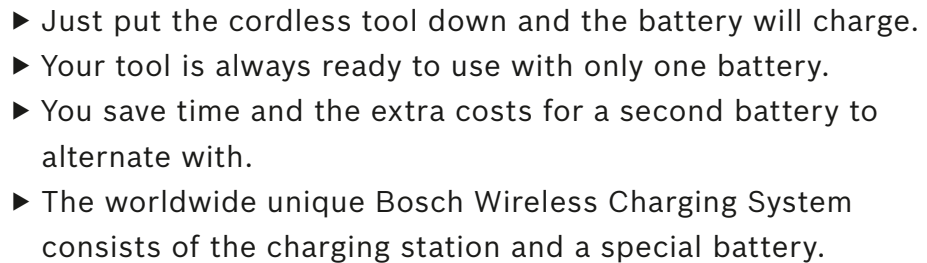 ▶ Just put the cordless tool down and the battery will charge.
▶ Your tool is always ready to use with only one battery.
▶ You save time and the extra costs for a second battery to
alternate with.
▶ The worldwide unique Bosch Wireless Charging System
consists of the charging station and a special battery.